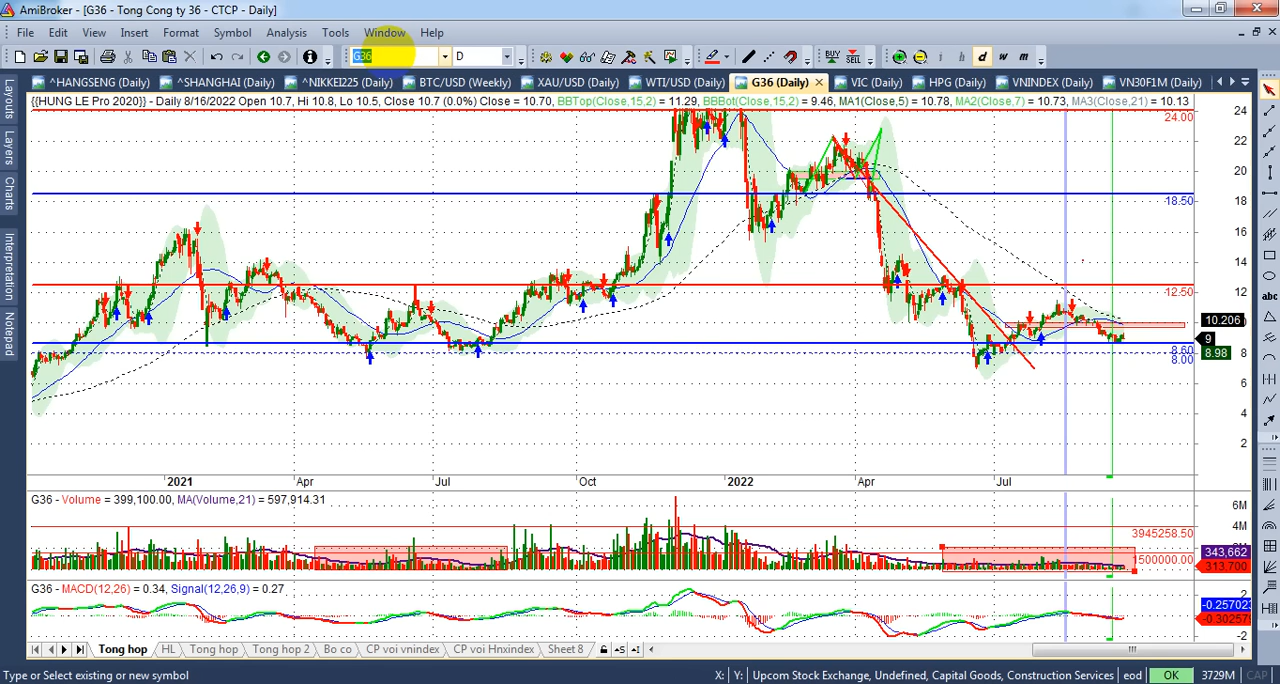 AmiBroker - [G36 - Tong Cong ty 36 - CTCP - Daily]
File Edit View Insert Format Symbol Analysis Tools Window Help
G36 D BUY SELL i h d w m
^HANGSENG (Daily) ^SHANGHAI (Daily) ^NIKKEI225 (Daily) BTC/USD (Weekly) XAU/USD (Daily) WTI/USD (Daily) G36 (Daily) VIC (Daily) HPG (Daily) VNINDEX (Daily) VN30F1M (Daily)
{{HUNG LE Pro 2020}} - Daily 8/16/2022 Open 10.7, Hi 10.8, Lo 10.5, Close 10.7 (0.0%) Close = 10.70, BBTop(Close,15,2) = 11.29, BBBot(Close,15,2) = 9.46, MA1(Close,5) = 10.78, MA2(Close,7) = 10.73, MA3(Close,21) = 10.13
Layouts
Layers
Charts
Interpretation
Notepad
24
24.00
22
20
18.50
18
16
14
12.50
12
10.206
9
8.60
8.98
8
8.00
6
4
2
2021 Apr Jul Oct 2022 Apr Jul
G36 - Volume = 399,100.00, MA(Volume,21) = 597,914.31
6M
4M
3945258.50
343,662
1500000.00
313,700
G36 - MACD(12,26) = 0.34, Signal(12,26,9) = 0.27
2
-0.257023
-0.30257
-2
abc
Tong hop HL Tong hop Tong hop 2 Bo co CP voi vnindex CP voi Hnxindex Sheet 8
Type or Select existing or new symbol X: Y: Upcom Stock Exchange, Undefined, Capital Goods, Construction Services eod OK 3729M CAP